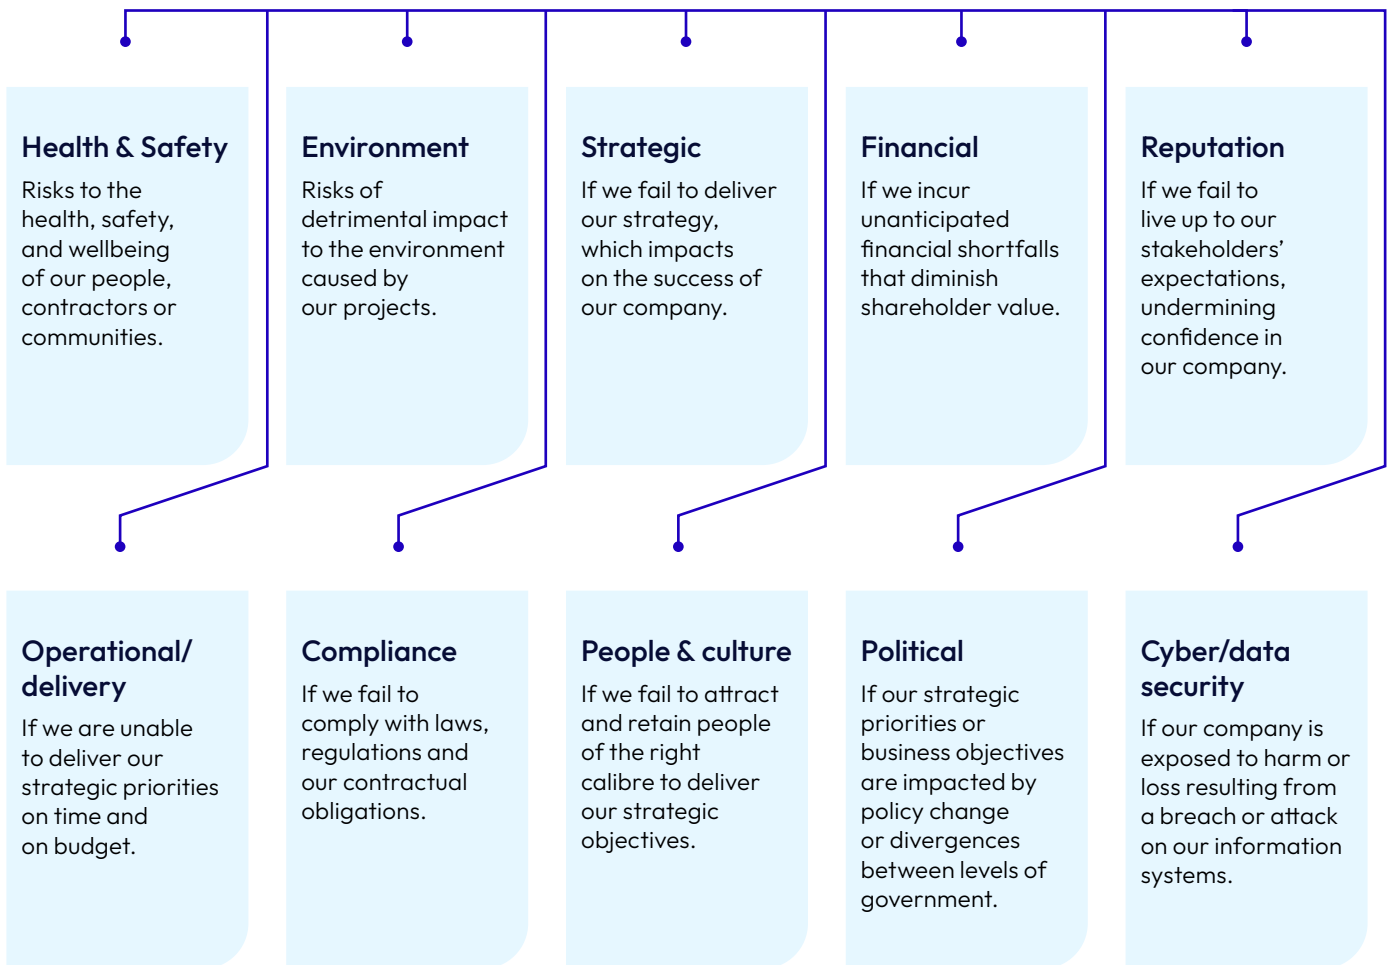 Health & Safety
Risks to the
health, safety,
and wellbeing
of our people,
contractors or
communities.
Environment
Risks of
detrimental impact
to the environment
caused by
our projects.
Strategic
If we fail to deliver
our strategy,
which impacts
on the success of
our company.
Financial
If we incur
unanticipated
financial shortfalls
that diminish
shareholder value.
Reputation
If we fail to
live up to our
stakeholders’
expectations,
undermining
confidence in
our company.
Operational/
delivery
If we are unable
to deliver our
strategic priorities
on time and
on budget.
Compliance
If we fail to
comply with laws,
regulations and
our contractual
obligations.
People & culture
If we fail to attract
and retain people
of the right
calibre to deliver
our strategic
objectives.
Political
If our strategic
priorities or
business objectives
are impacted by
policy change
or divergences
between levels of
government.
Cyber/data
security
If our company is
exposed to harm or
loss resulting from
a breach or attack
on our information
systems.